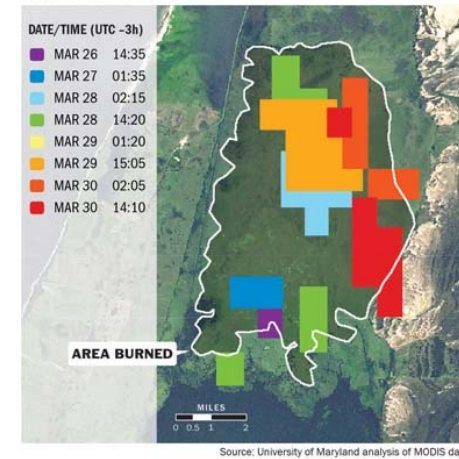 DATE/TIME (UTC –3h)
MAR 26 14:35
MAR 27 01:35
MAR 28 02:15
MAR 28 14:20
MAR 29 01:20
MAR 29 15:05
MAR 30 02:05
MAR 30 14:10
AREA BURNED
MILES
0 0.5 1 2
Source: University of Maryland analysis of MODIS da